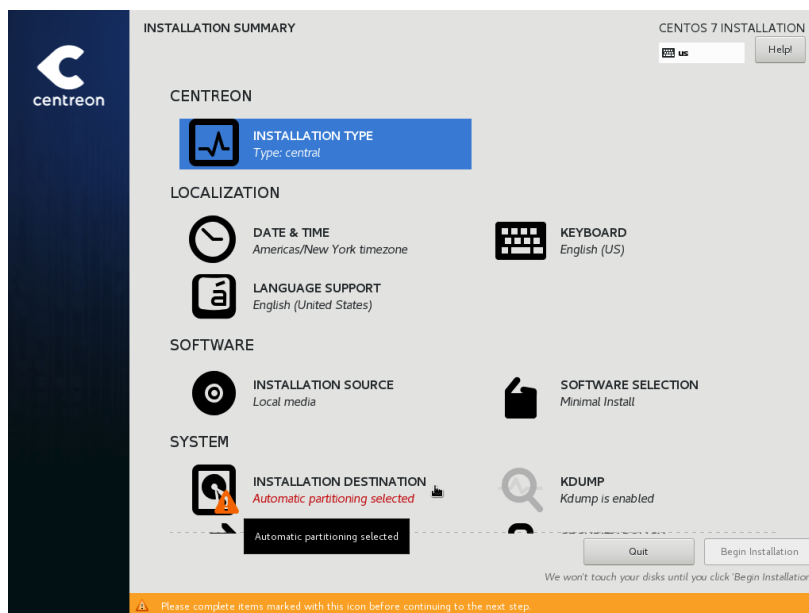 INSTALLATION SUMMARY
CENTOS 7 INSTALLATION
us
Help!
centreon
CENTREON
INSTALLATION TYPE
Type: central
LOCALIZATION
DATE & TIME
Americas/New York timezone
KEYBOARD
English (US)
á
LANGUAGE SUPPORT
English (United States)
SOFTWARE
INSTALLATION SOURCE
Local media
SOFTWARE SELECTION
Minimal Install
SYSTEM
INSTALLATION DESTINATION
Automatic partitioning selected
KDUMP
Kdump is enabled
Automatic partitioning selected
Quit
Begin Installation
We won't touch your disks until you click 'Begin Installation
Please complete items marked with this icon before continuing to the next step.